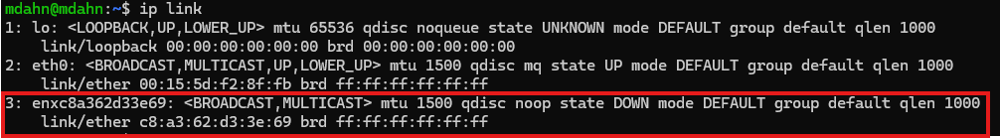 mdahn@mdahn:~$ ip link
1: lo: <LOOPBACK,UP,LOWER_UP> mtu 65536 qdisc noqueue state UNKNOWN mode DEFAULT group default qlen 1000
    link/loopback 00:00:00:00:00:00 brd 00:00:00:00:00:00
2: eth0: <BROADCAST,MULTICAST,UP,LOWER_UP> mtu 1500 qdisc mq state UP mode DEFAULT group default qlen 1000
    link/ether 00:15:5d:f2:8f:fb brd ff:ff:ff:ff:ff:ff
3: enxc8a362d33e69: <BROADCAST,MULTICAST> mtu 1500 qdisc noop state DOWN mode DEFAULT group default qlen 1000
    link/ether c8:a3:62:d3:3e:69 brd ff:ff:ff:ff:ff:ff